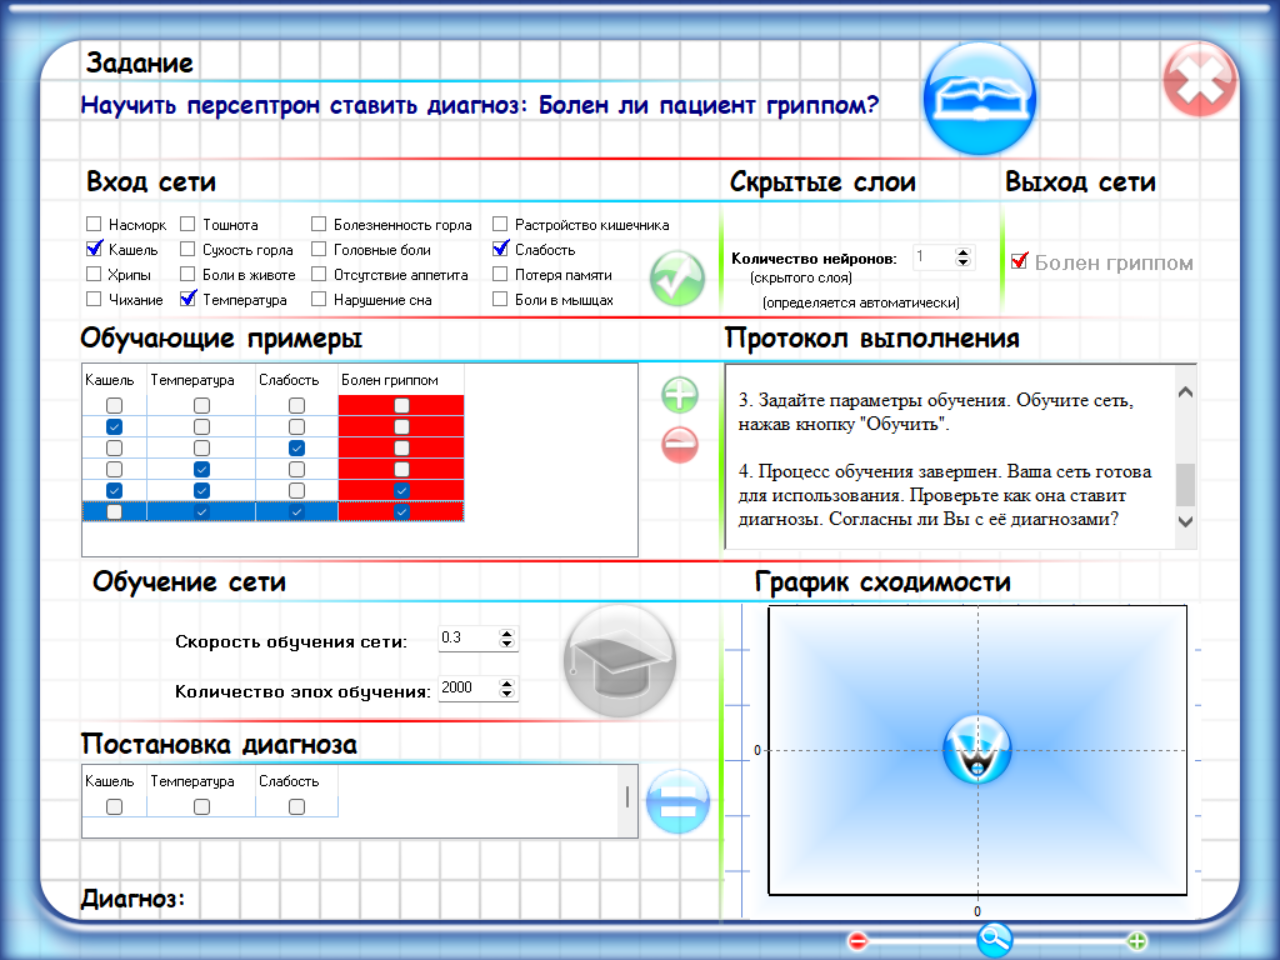 Задание
Научить персептрон ставить диагноз: Болен ли пациент гриппом?
Вход сети
Скрытые слои
Выход сети
Насморк Тошнота Болезненность горла Растройство кишечника
Кашель Сухость горла Головные боли Слабость
Хрипы Боли в животе Отсутствие аппетита Потеря памяти
Чихание Температура Нарушение сна Боли в мышцах
Количество нейронов: 1
(скрытого слоя)
(определяется автоматически)
Болен гриппом
Обучающие примеры
Кашель Температура Слабость Болен гриппом
Протокол выполнения
3. Задайте параметры обучения. Обучите сеть,
нажав кнопку "Обучить".
4. Процесс обучения завершен. Ваша сеть готова
для использования. Проверьте как она ставит
диагнозы. Согласны ли Вы с её диагнозами?
Обучение сети
Скорость обучения сети: 0.3
Количество эпох обучения: 2000
График сходимости
0
0
Постановка диагноза
Кашель Температура Слабость
Диагноз: